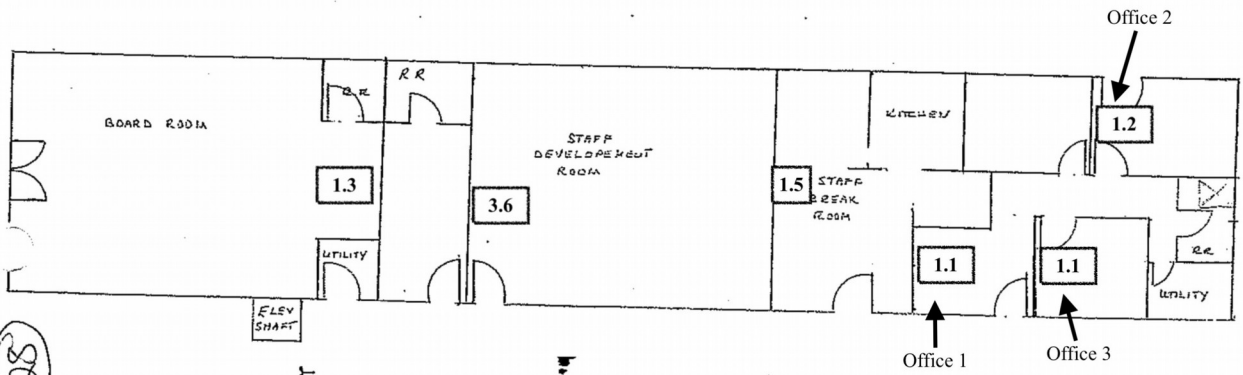 Office 2
BOARD ROOM
RR
RR
STAFF
DEVELOPEMENT
ROOM
KITCHEN
1.2
1.3
3.6
1.5
STAFF
BREAK
ROOM
UTILITY
1.1
1.1
RR
UTILITY
ELEV
SHAFT
Office 1
Office 3